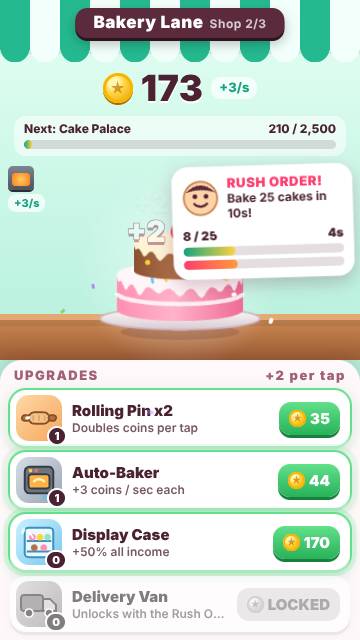 Bakery Lane Shop 2/3
173 +3/s
Next: Cake Palace 210 / 2,500
+3/s
RUSH ORDER!
Bake 25 cakes in
10s!
8 / 25 4s
+2
UPGRADES +2 per tap
Rolling Pin x2
Doubles coins per tap
1
35
Auto-Baker
+3 coins / sec each
1
44
Display Case
+50% all income
0
170
Delivery Van
Unlocks with the Rush O...
0
LOCKED